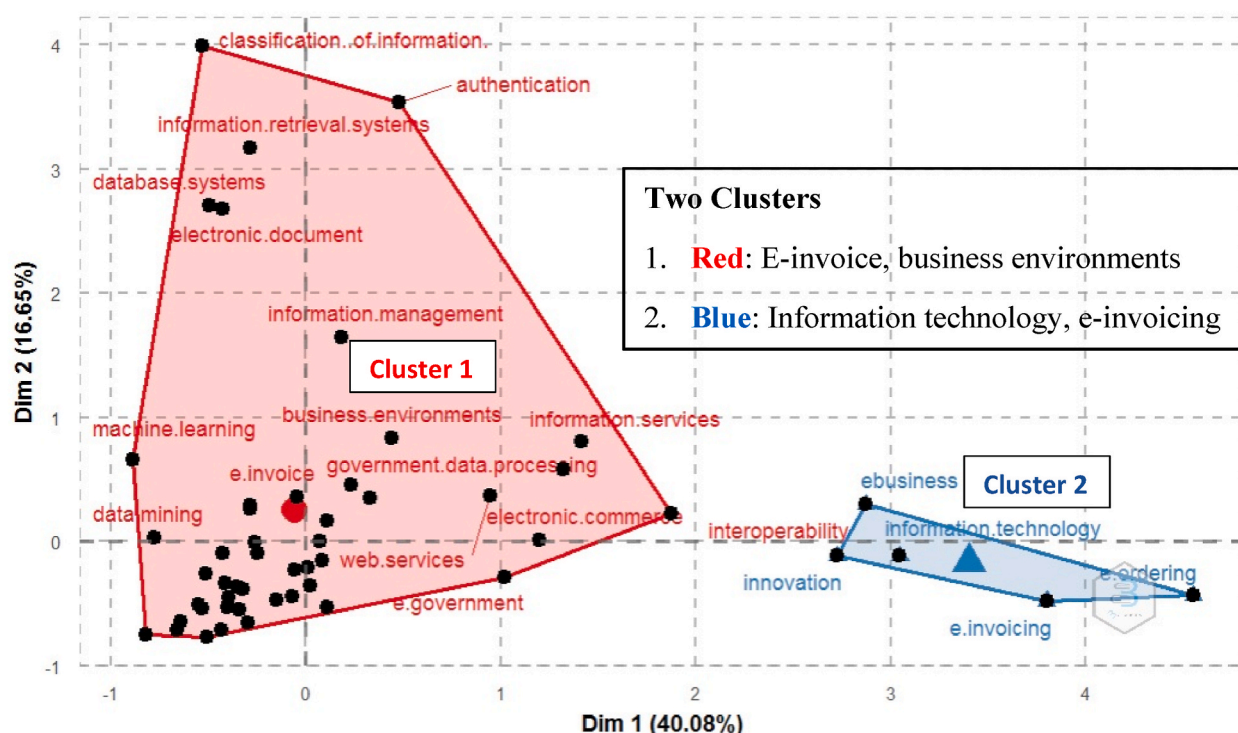 classification..of.information.
authentication
information.retrieval.systems
database.systems
electronic.document
Two Clusters
1. Red: E-invoice, business environments
2. Blue: Information technology, e-invoicing
information.management
Cluster 1
business.environments
information.services
machine.learning
e.invoice
government.data.processing
data.mining
electronic.commerce
web.services
e.government
ebusiness
Cluster 2
interoperability
information.technology
innovation
e.ordering
e.invoicing
4
3
2
1
0
-1
Dim 2 (16.65%)
-1 0 1 2 3 4
Dim 1 (40.08%)